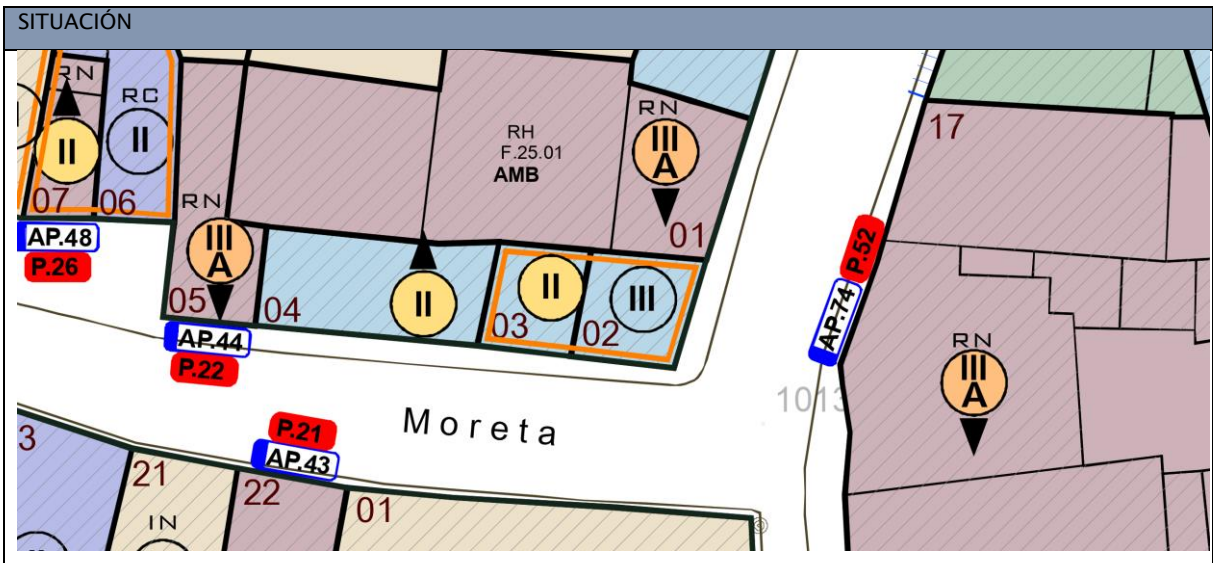 SITUACIÓN
RN
RC
II
II
07
06
AP.48
P.26
RH
F.25.01
AMB
RN
III
A
01
17
RN
III
A
05
04
II
II
03
III
02
AP.44
P.22
P.52
AP.74
RN
III
A
1013
Moreta
P.21
AP.43
3
21
22
01
IN